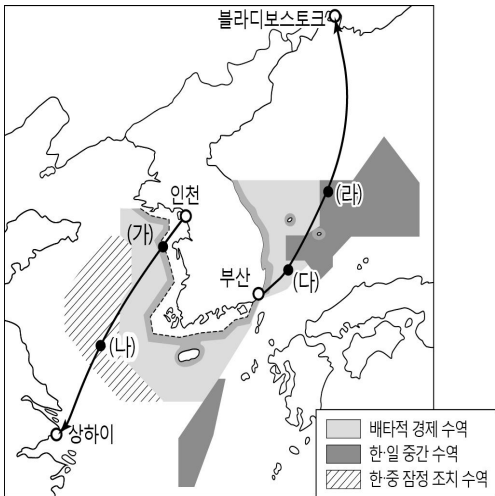 블라디보스토크
인천
(가)
(라)
부산
(다)
(나)
상하이
배타적 경제 수역
한·일 중간 수역
한·중 잠정 조치 수역